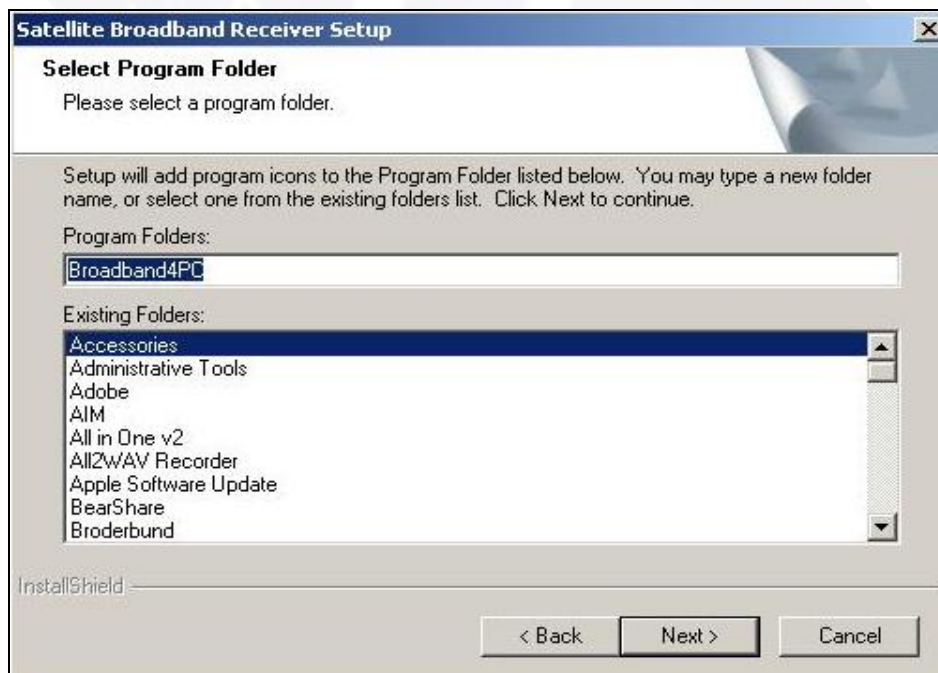 Satellite Broadband Receiver Setup
Select Program Folder
Please select a program folder.
Setup will add program icons to the Program Folder listed below. You may type a new folder
name, or select one from the existing folders list. Click Next to continue.
Program Folders:
Broadband4PC
Existing Folders:
Accessories
Administrative Tools
Adobe
AIM
All in One v2
All2WAV Recorder
Apple Software Update
BearShare
Broderbund
InstallShield
< Back
Next >
Cancel